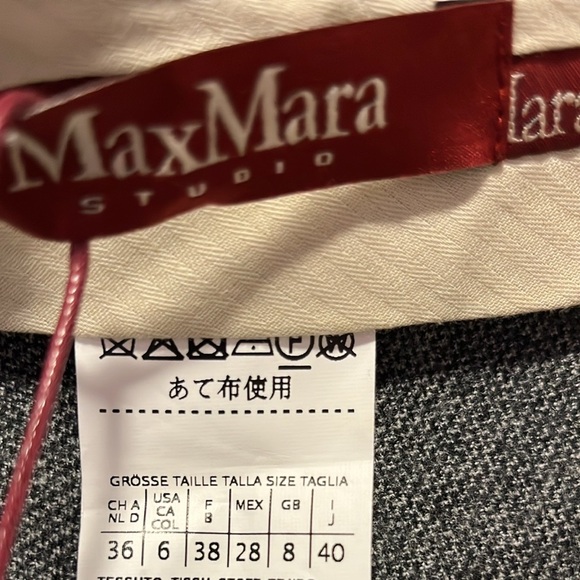 MaxMara
STUDIO
lara
P W
あて布使用
GRÖSSE TAILLE TALLA SIZE TAGLIA
CH A NL D | USA CA COL | F B | MEX | GB | I J
36 | 6 | 38 | 28 | 8 | 40